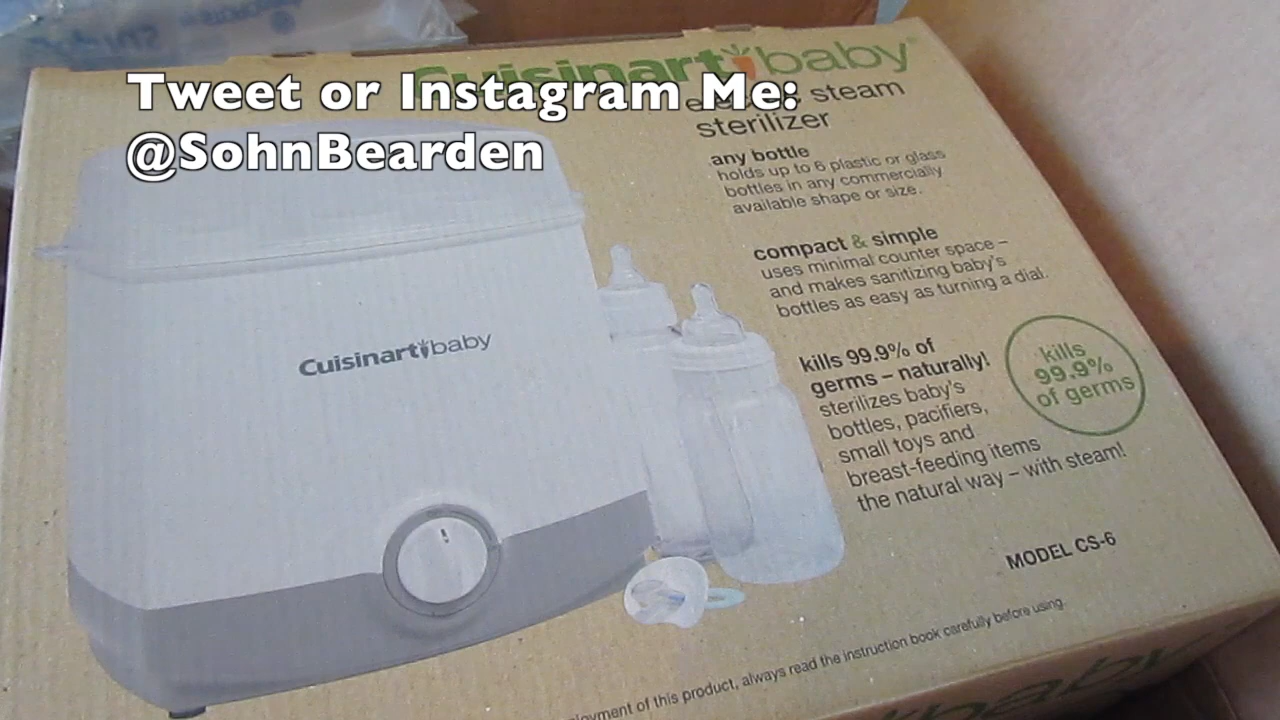 Tweet or Instagram Me:
@SohnBearden
Cuisinart baby
steam
sterilizer
any bottle
holds up to 6 plastic or glass
bottles in any commercially
available shape or size.
compact & simple
uses minimal counter space –
and makes sanitizing baby's
bottles as easy as turning a dial.
kills 99.9% of
germs – naturally!
sterilizes baby's
bottles, pacifiers,
small toys and
breast-feeding items
the natural way – with steam!
kills
99.9%
of germs
Cuisinart baby
MODEL CS-6
of this product, always read the instruction book carefully before using.